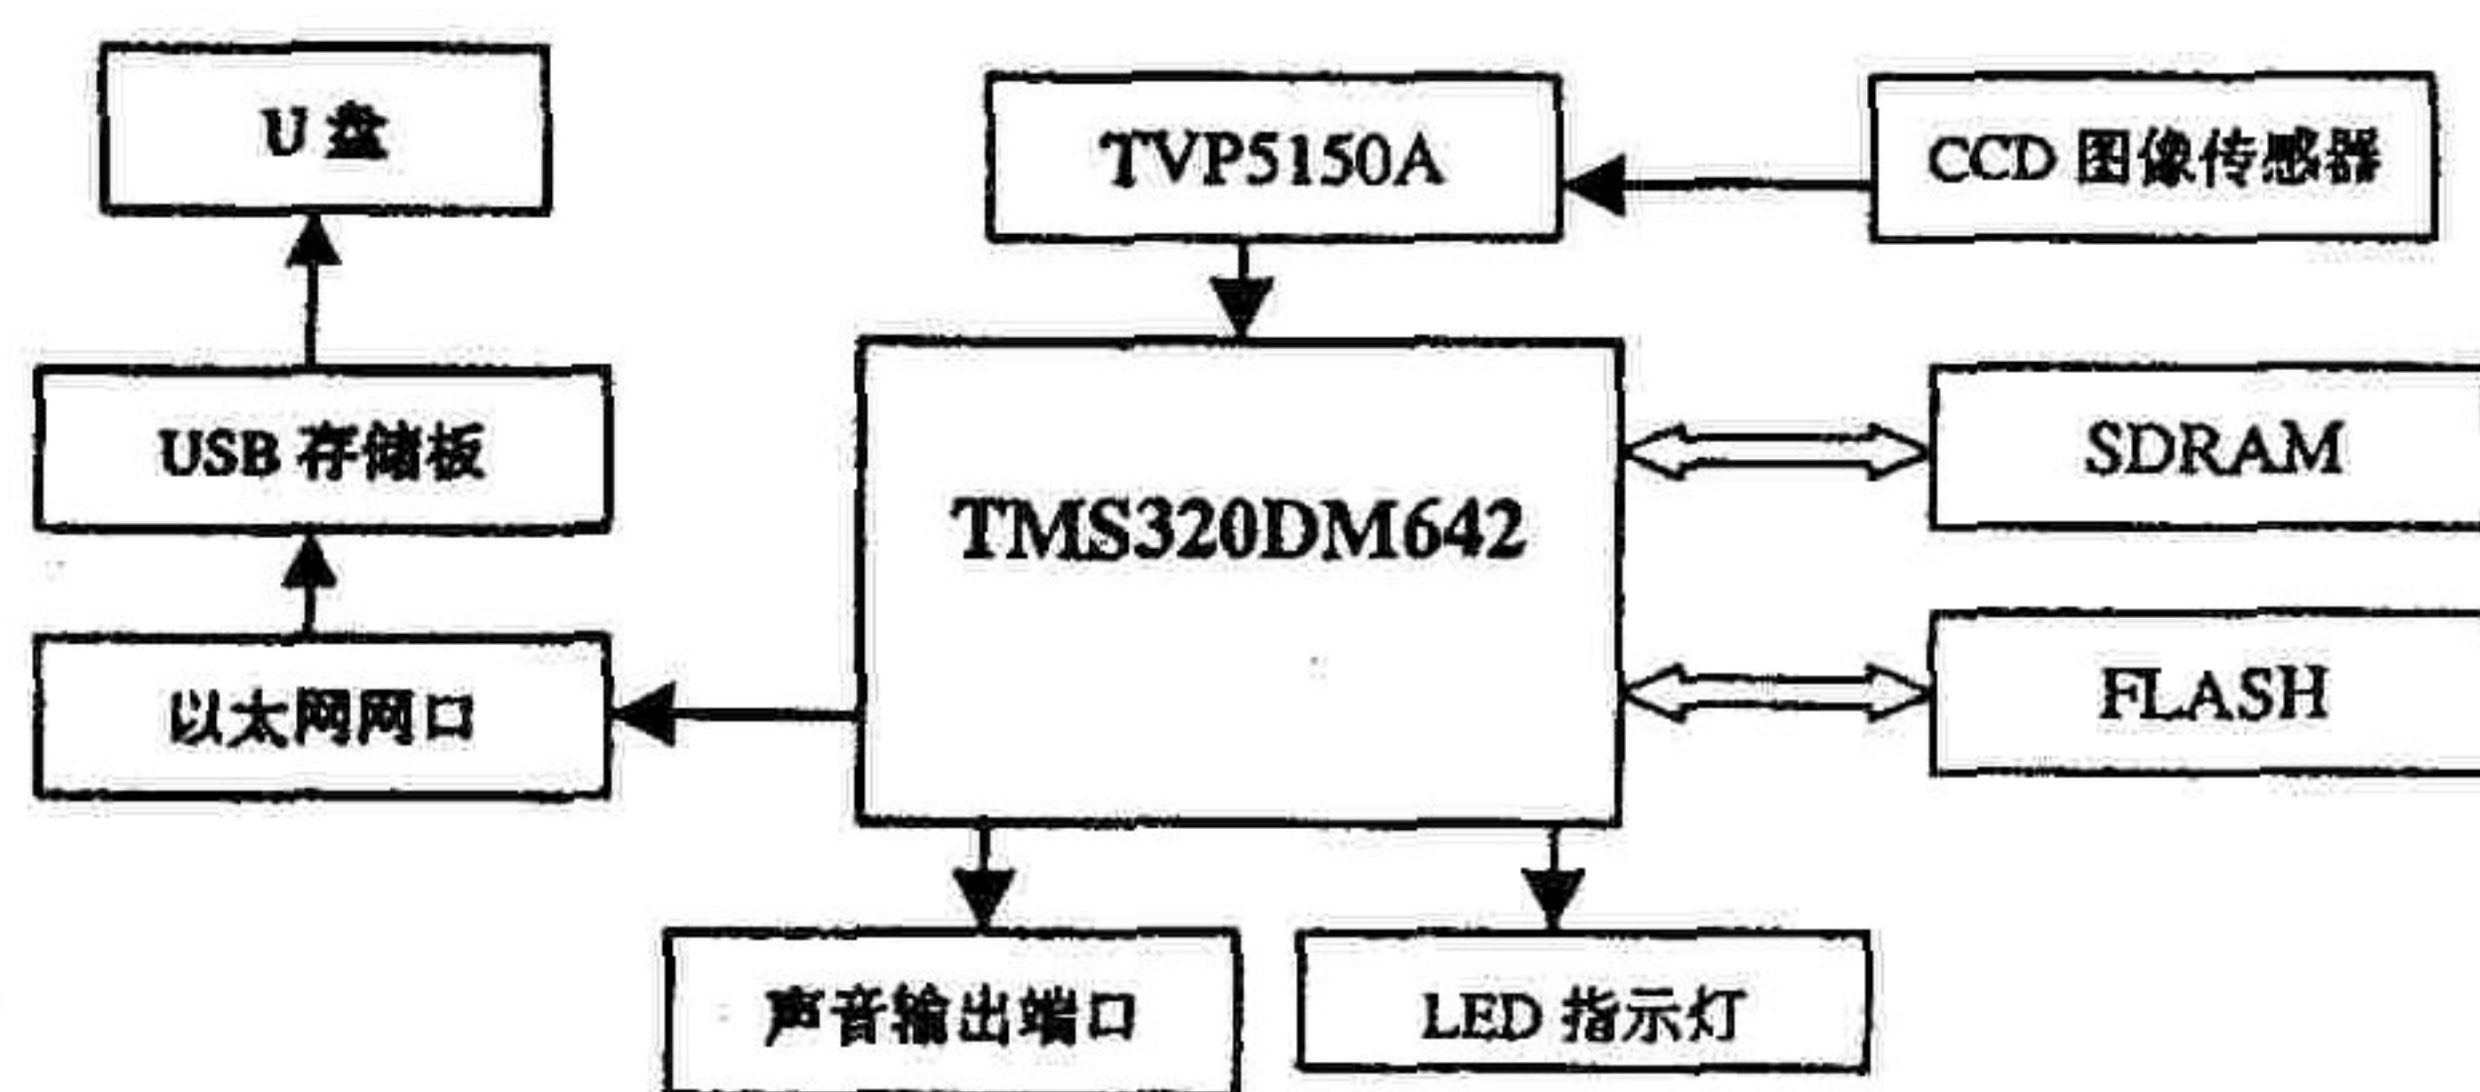 U 盘
TVP5150A
CCD 图像传感器
USB 存储板
TMS320DM642
SDRAM
以太网网口
FLASH
声音输出端口
LED 指示灯